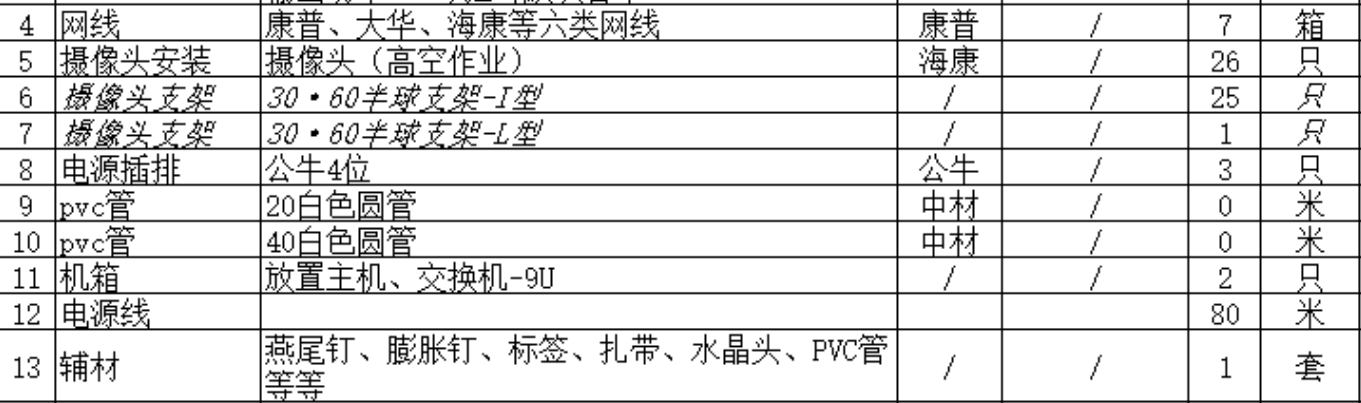 4 网线 康普、大华、海康等六类网线 康普 / 7 箱
5 摄像头安装 摄像头（高空作业） 海康 / 26 只
6 摄像头支架 30·60半球支架-I型 / / 25 只
7 摄像头支架 30·60半球支架-L型 / / 1 只
8 电源插排 公牛4位 公牛 / 3 只
9 pvc管 20白色圆管 中材 / 0 米
10 pvc管 40白色圆管 中材 / 0 米
11 机箱 放置主机、交换机-9U / / 2 只
12 电源线 80 米
13 辅材 燕尾钉、膨胀钉、标签、扎带、水晶头、PVC管
等等 / / 1 套